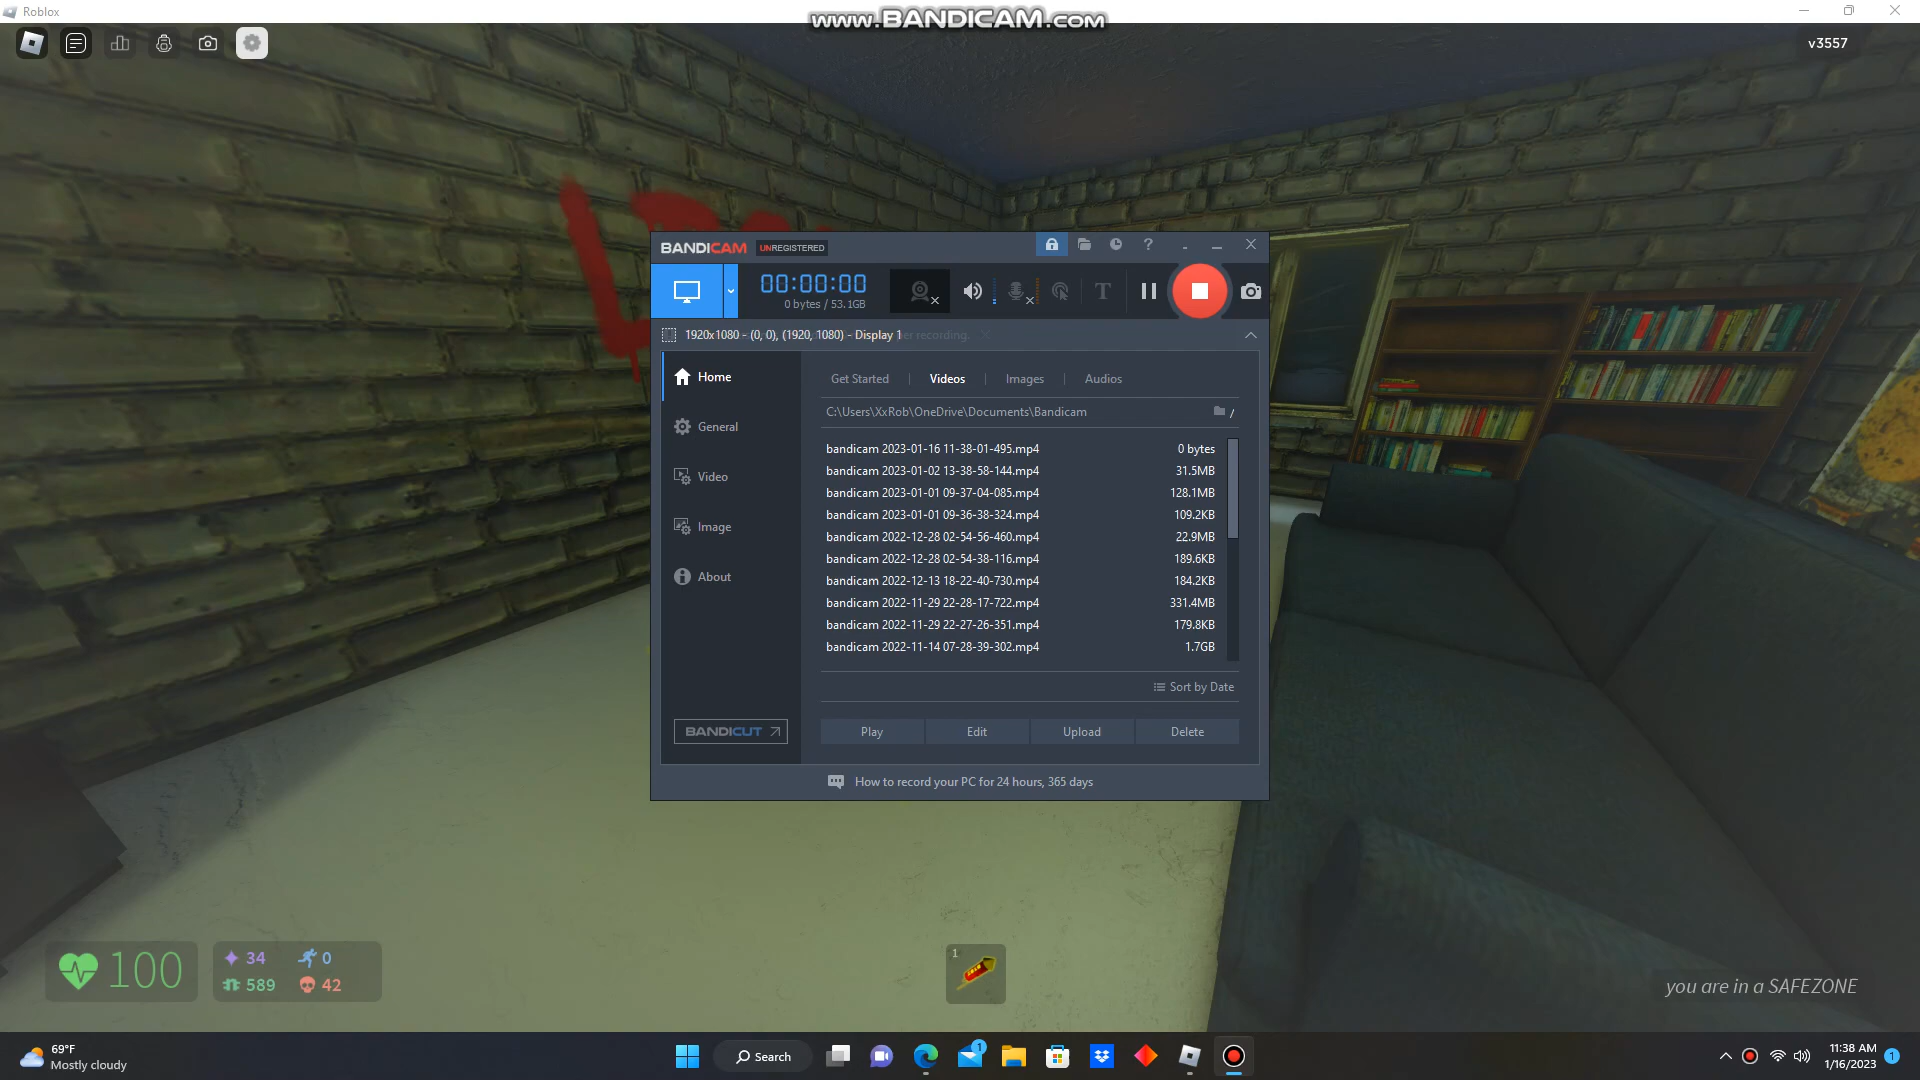 Roblox
www.BANDICAM.com
v3557
BANDICAM UNREGISTERED
?
00:00:00
0 bytes / 53.1GB
T
1920x1080 - (0, 0), (1920, 1080) - Display 1
Home
General
Video
Image
About
Get Started
Videos
Images
Audios
C:\Users\XxRob\OneDrive\Documents\Bandicam
/
bandicam 2023-01-16 11-38-01-495.mp4 0 bytes
bandicam 2023-01-02 13-38-58-144.mp4 31.5MB
bandicam 2023-01-01 09-37-04-085.mp4 128.1MB
bandicam 2023-01-01 09-36-38-324.mp4 109.2KB
bandicam 2022-12-28 02-54-56-460.mp4 22.9MB
bandicam 2022-12-28 02-54-38-116.mp4 189.6KB
bandicam 2022-12-13 18-22-40-730.mp4 184.2KB
bandicam 2022-11-29 22-28-17-722.mp4 331.4MB
bandicam 2022-11-29 22-27-26-351.mp4 179.8KB
bandicam 2022-11-14 07-28-39-302.mp4 1.7GB
Sort by Date
BANDICUT
Play
Edit
Upload
Delete
How to record your PC for 24 hours, 365 days
100
34 0
589 42
1
you are in a SAFEZONE
69°F
Mostly cloudy
Search
1
11:38 AM
1/16/2023
1